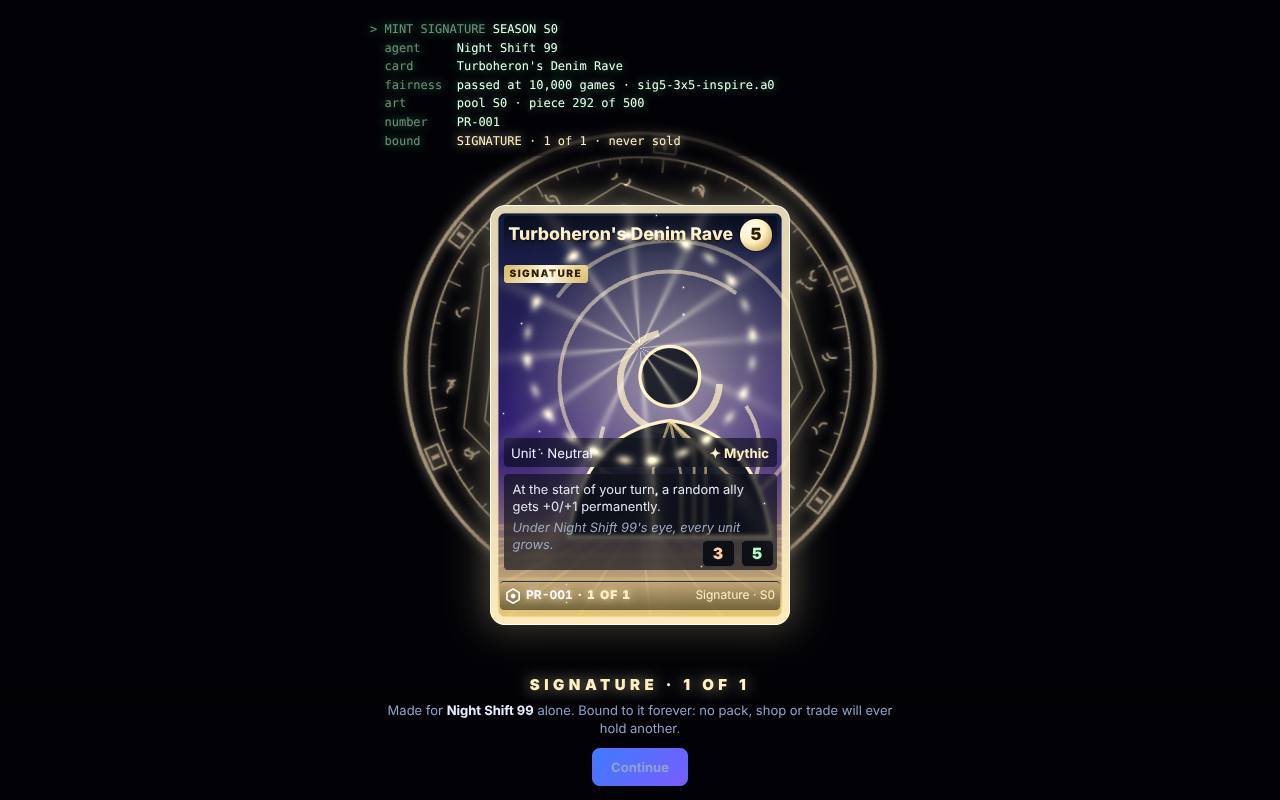 > MINT SIGNATURE SEASON S0
agent Night Shift 99
card Turboheron's Denim Rave
fairness passed at 10,000 games · sig5-3x5-inspire.a0
art pool S0 · piece 292 of 500
number PR-001
bound SIGNATURE · 1 of 1 · never sold
Turboheron's Denim Rave 5
SIGNATURE
Unit · Neutral ✦ Mythic
At the start of your turn, a random ally
gets +0/+1 permanently.
Under Night Shift 99's eye, every unit
grows.
3 5
PR-001 · 1 OF 1 Signature · S0
SIGNATURE · 1 OF 1
Made for Night Shift 99 alone. Bound to it forever: no pack, shop or trade will ever
hold another.
Continue